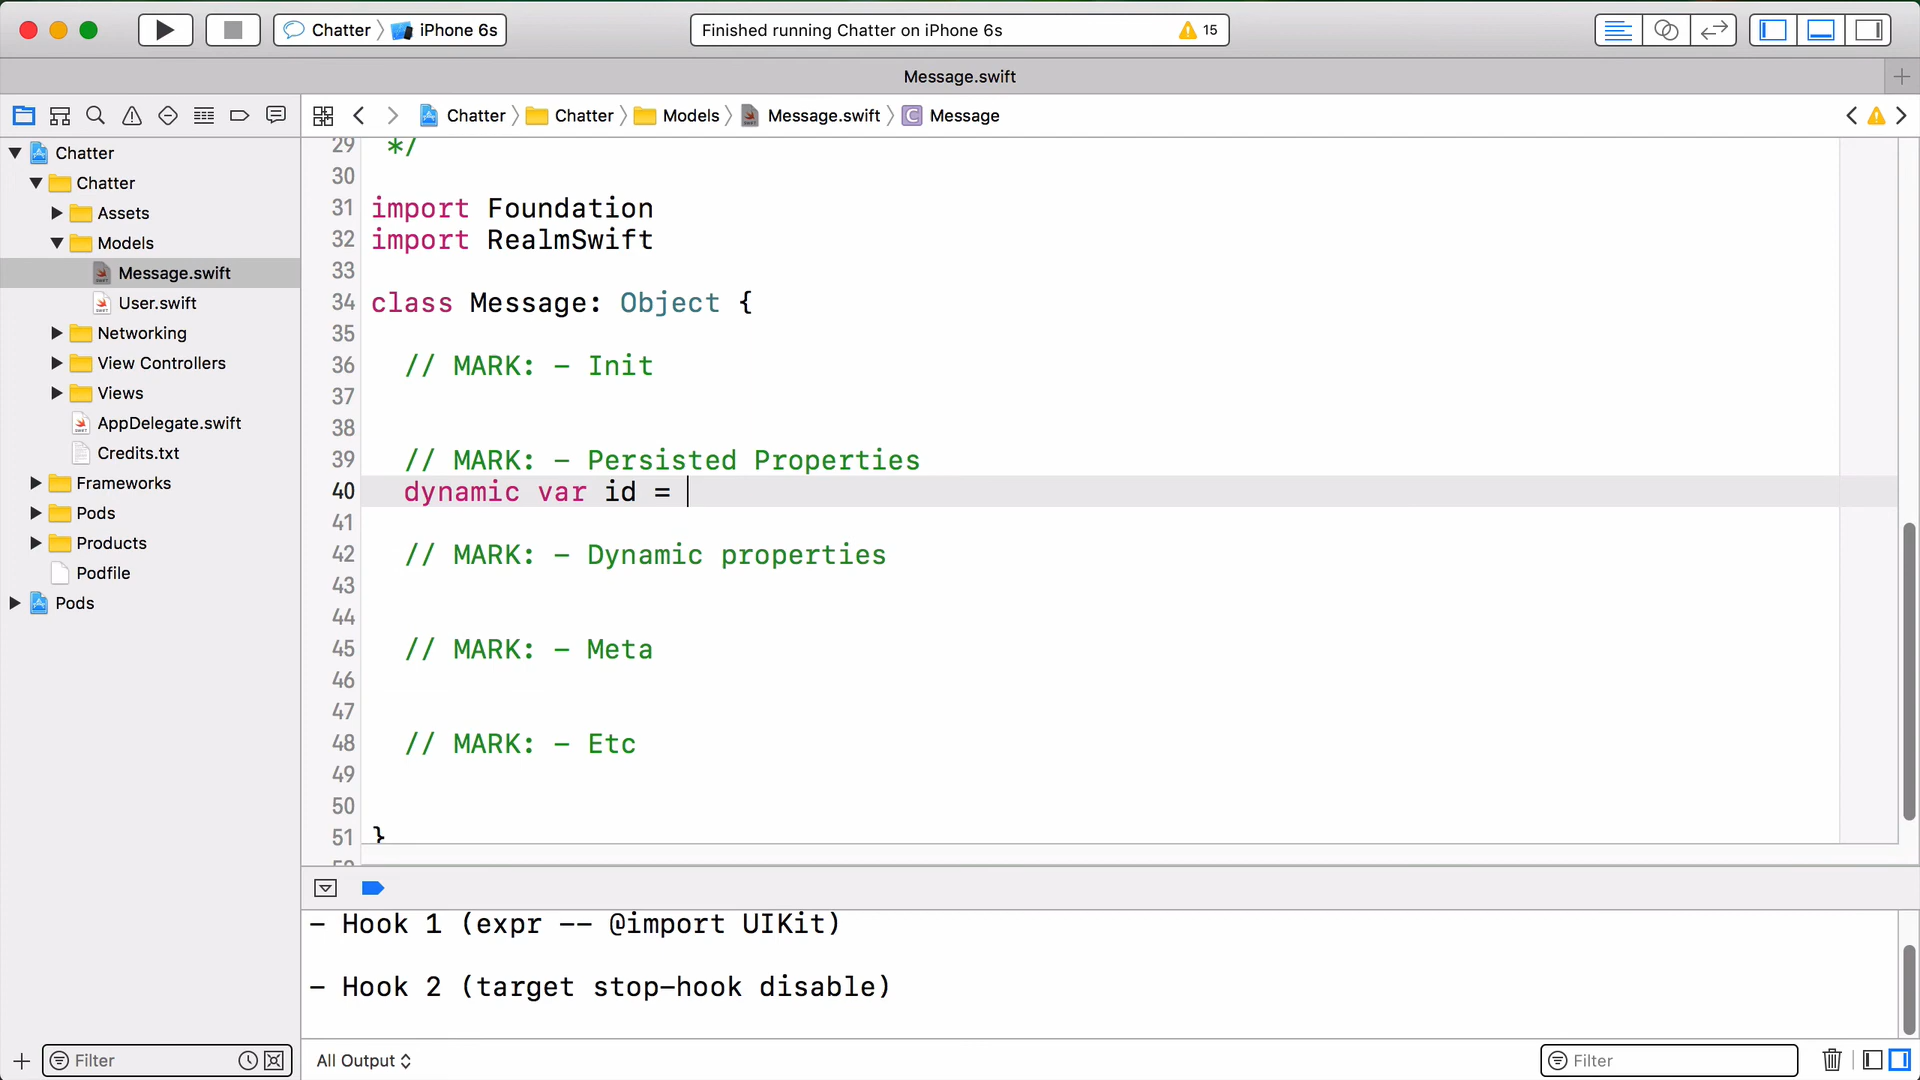 Chatter
iPhone 6s
Finished running Chatter on iPhone 6s
15
Message.swift
Chatter
Chatter
Models
Message.swift
C
Message
Chatter
Chatter
Assets
Models
Message.swift
User.swift
Networking
View Controllers
Views
AppDelegate.swift
Credits.txt
Frameworks
Pods
Products
Podfile
Pods
29 */
30
31 import Foundation
32 import RealmSwift
33
34 class Message: Object {
35
36 // MARK: - Init
37
38
39 // MARK: - Persisted Properties
40 dynamic var id =
41
42 // MARK: - Dynamic properties
43
44
45 // MARK: - Meta
46
47
48 // MARK: - Etc
49
50
51 }
- Hook 1 (expr -- @import UIKit)
- Hook 2 (target stop-hook disable)
Filter
All Output
Filter